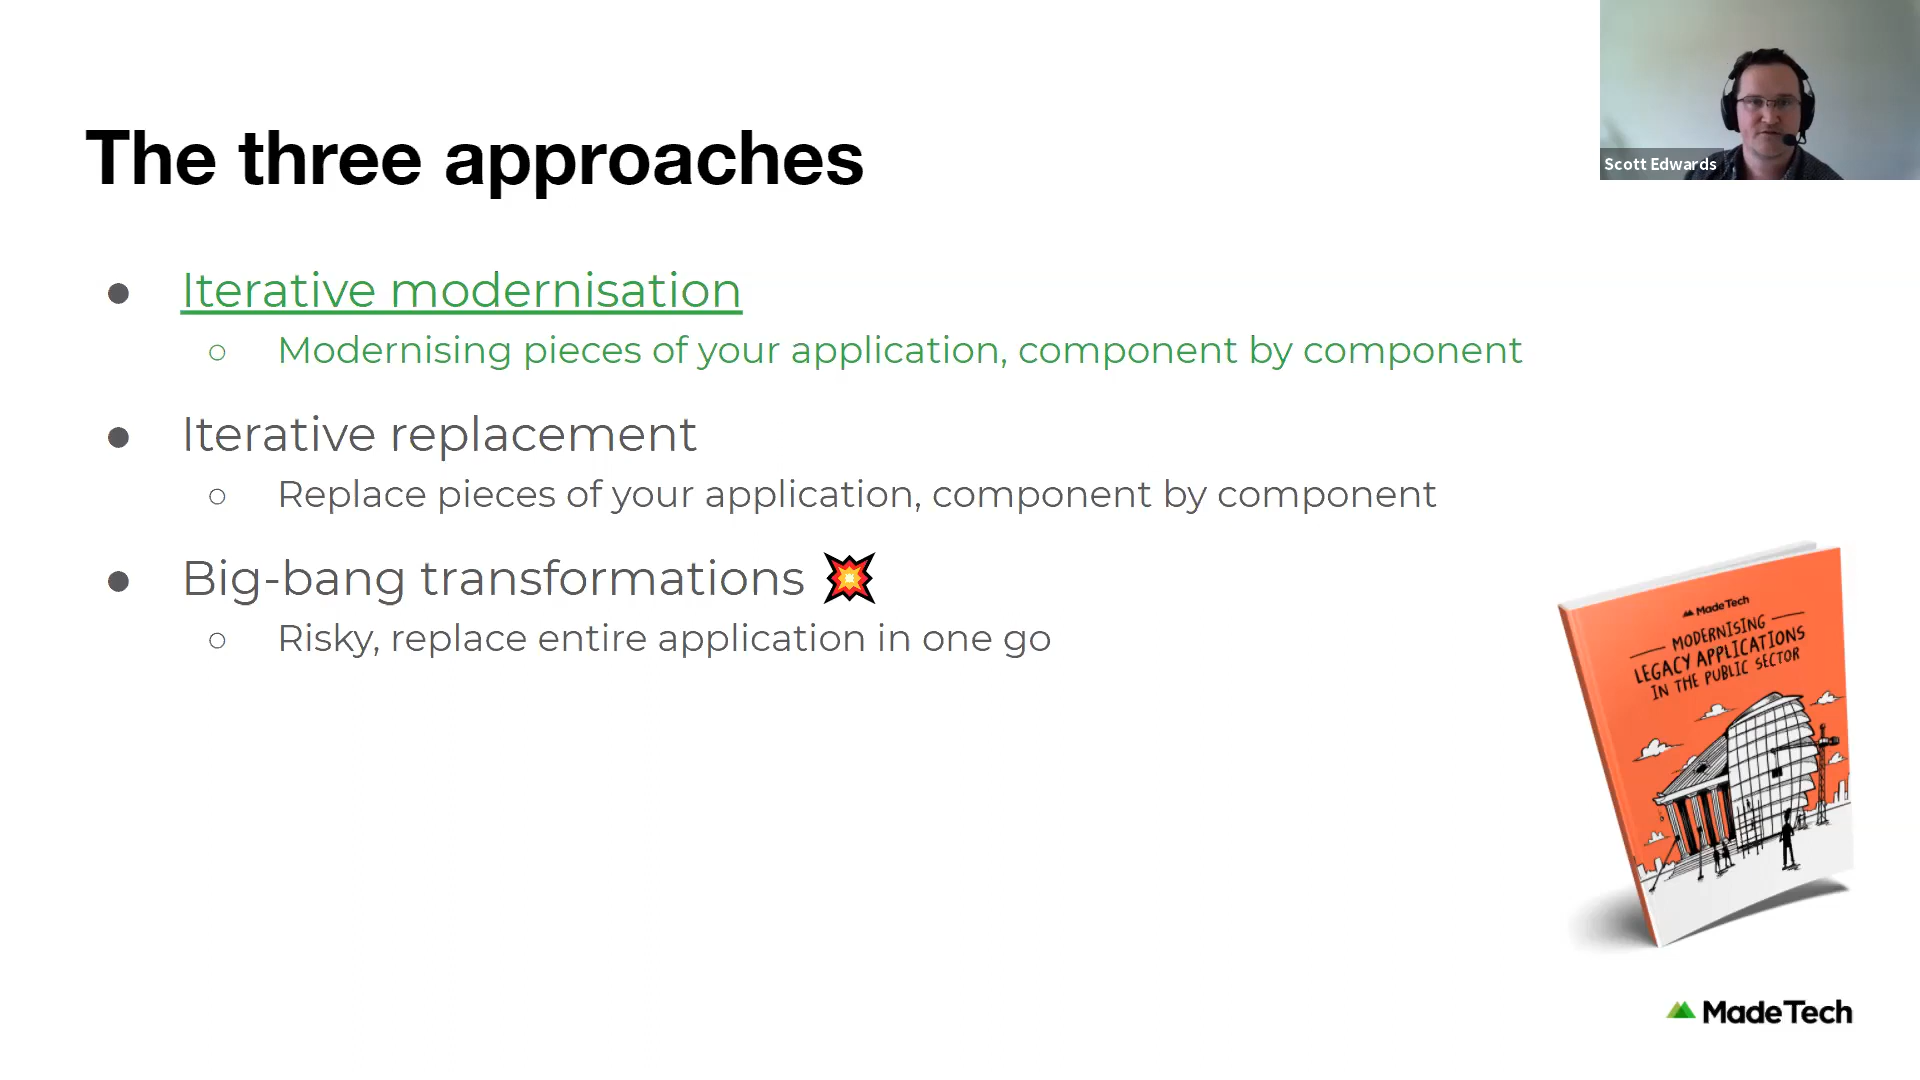 The three approaches
Scott Edwards
● Iterative modernisation
○ Modernising pieces of your application, component by component
● Iterative replacement
○ Replace pieces of your application, component by component
● Big-bang transformations 💥
○ Risky, replace entire application in one go
Made Tech
MODERNISING
LEGACY APPLICATIONS
IN THE PUBLIC SECTOR
Made Tech